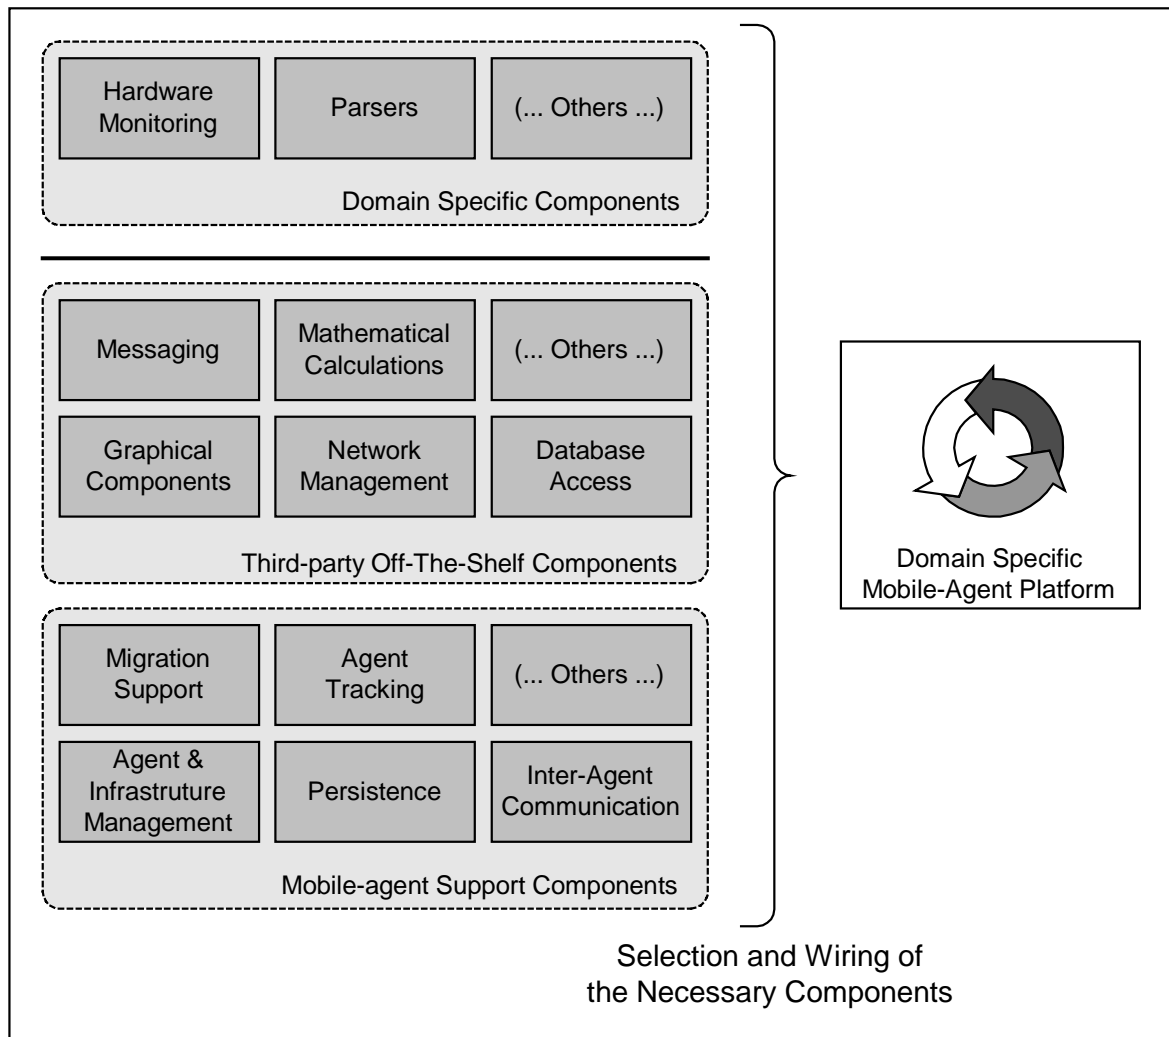 Hardware
Monitoring
Parsers
(... Others ...)
Domain Specific Components
Messaging
Mathematical
Calculations
(... Others ...)
Graphical
Components
Network
Management
Database
Access
Third-party Off-The-Shelf Components
Migration
Support
Agent
Tracking
(... Others ...)
Agent &
Infrastruture
Management
Persistence
Inter-Agent
Communication
Mobile-agent Support Components
Domain Specific
Mobile-Agent Platform
Selection and Wiring of
the Necessary Components